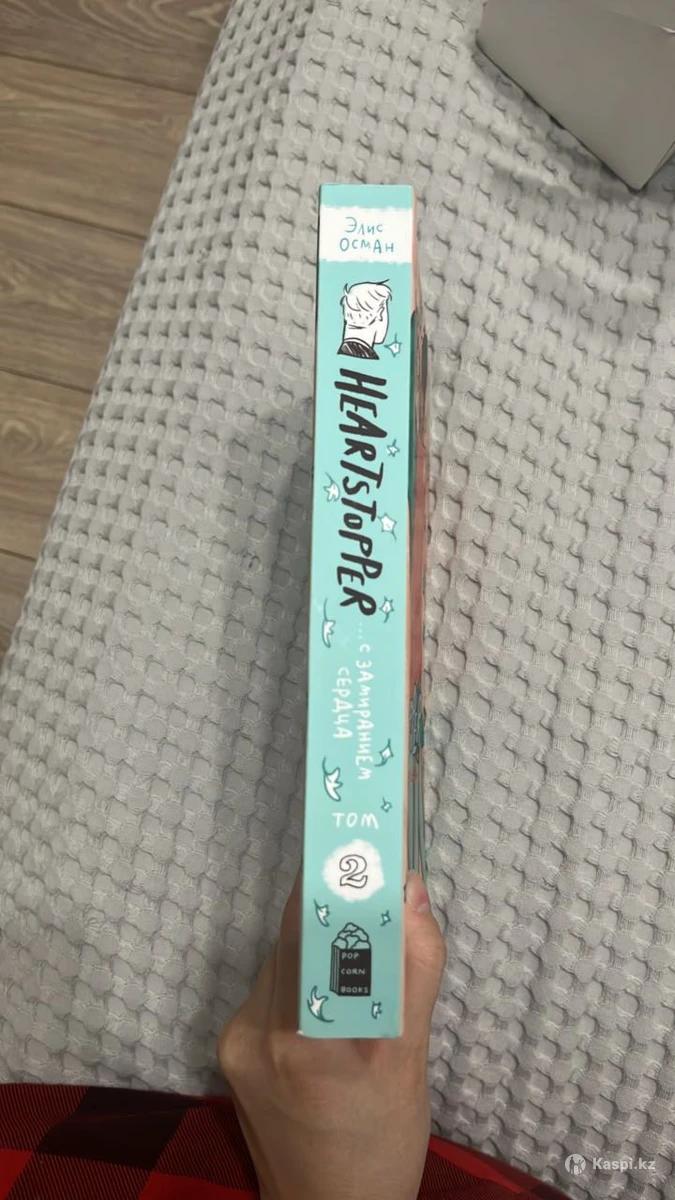 Элис
Осман
HEARTSTOPPER
...С ЗАМИРАНИЕМ
СЕРДЦА
ТОМ
2
POP
CORN
BOOKS
Kaspi.kz